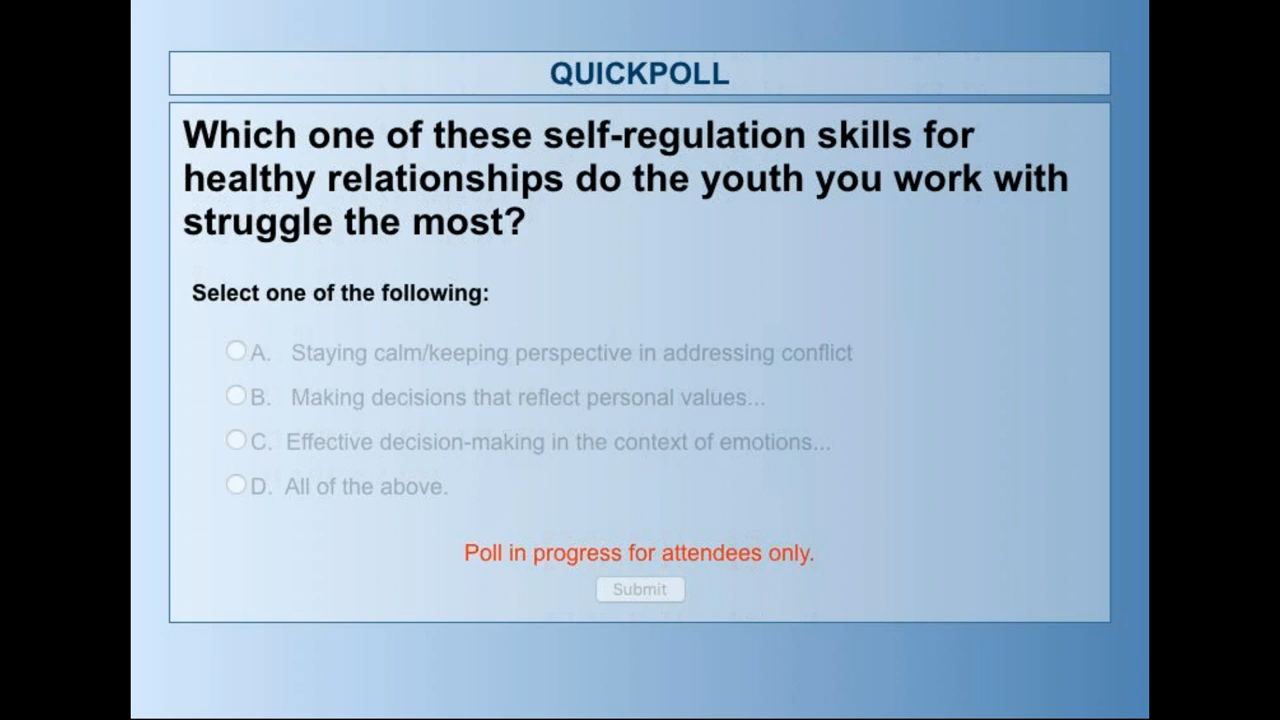 QUICKPOLL
Which one of these self-regulation skills for
healthy relationships do the youth you work with
struggle the most?
Select one of the following:
A. Staying calm/keeping perspective in addressing conflict
B. Making decisions that reflect personal values...
C. Effective decision-making in the context of emotions...
D. All of the above.
Poll in progress for attendees only.
Submit